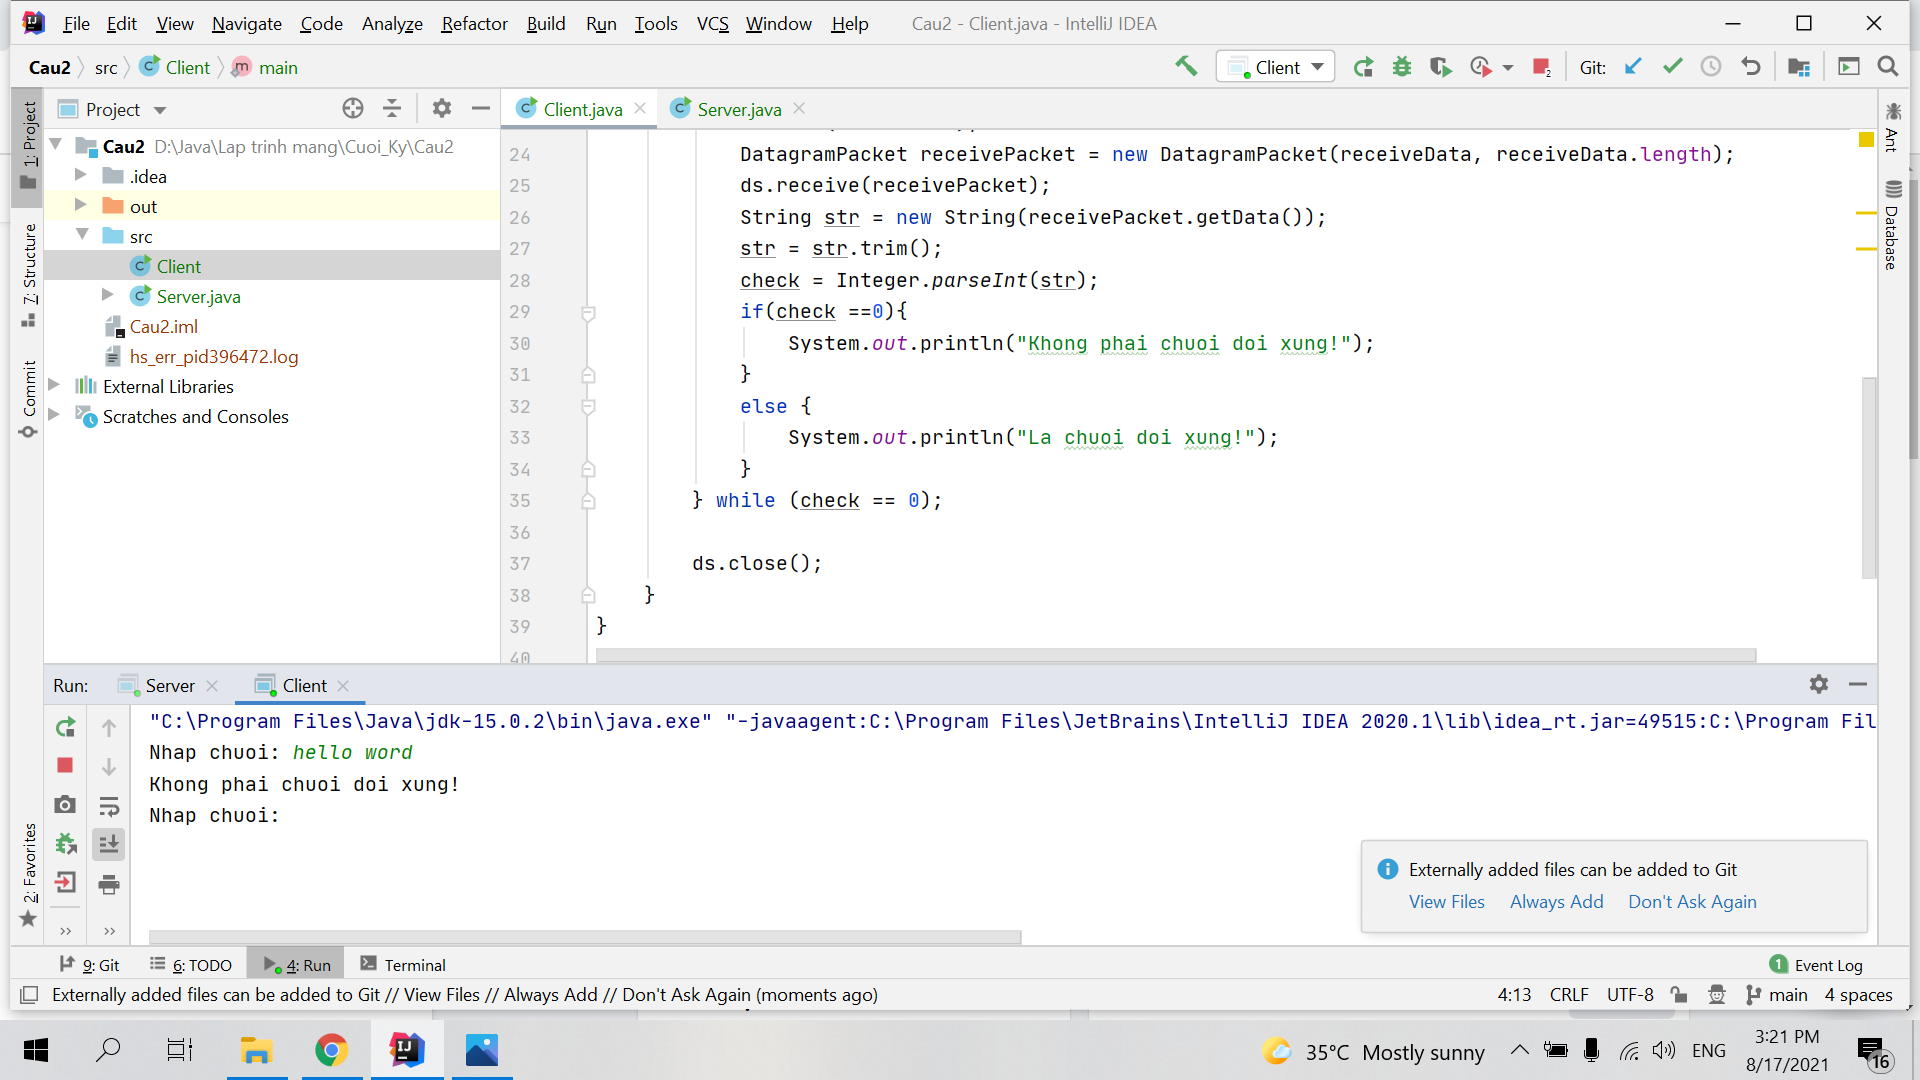 File Edit View Navigate Code Analyze Refactor Build Run Tools VCS Window Help Cau2 - Client.java - IntelliJ IDEA
Cau2 src Client main Client Git:
Project
Client.java Server.java
1: Project
7: Structure
Commit
2: Favorites
Cau2 D:\Java\Lap trinh mang\Cuoi_Ky\Cau2
.idea
out
src
Client
Server.java
Cau2.iml
hs_err_pid396472.log
External Libraries
Scratches and Consoles
24 DatagramPacket receivePacket = new DatagramPacket(receiveData, receiveData.length);
25 ds.receive(receivePacket);
26 String str = new String(receivePacket.getData());
27 str = str.trim();
28 check = Integer.parseInt(str);
29 if(check ==0){
30 System.out.println("Khong phai chuoi doi xung!");
31 }
32 else {
33 System.out.println("La chuoi doi xung!");
34 }
35 } while (check == 0);
36
37 ds.close();
38 }
39 }
40
Ant
Database
Run: Server Client
"C:\Program Files\Java\jdk-15.0.2\bin\java.exe" "-javaagent:C:\Program Files\JetBrains\IntelliJ IDEA 2020.1\lib\idea_rt.jar=49515:C:\Program Fil
Nhap chuoi: hello word
Khong phai chuoi doi xung!
Nhap chuoi:
Externally added files can be added to Git
View Files Always Add Don't Ask Again
9: Git 6: TODO 4: Run Terminal 1 Event Log
Externally added files can be added to Git // View Files // Always Add // Don't Ask Again (moments ago) 4:13 CRLF UTF-8 main 4 spaces
35°C Mostly sunny ENG 3:21 PM
8/17/2021 16